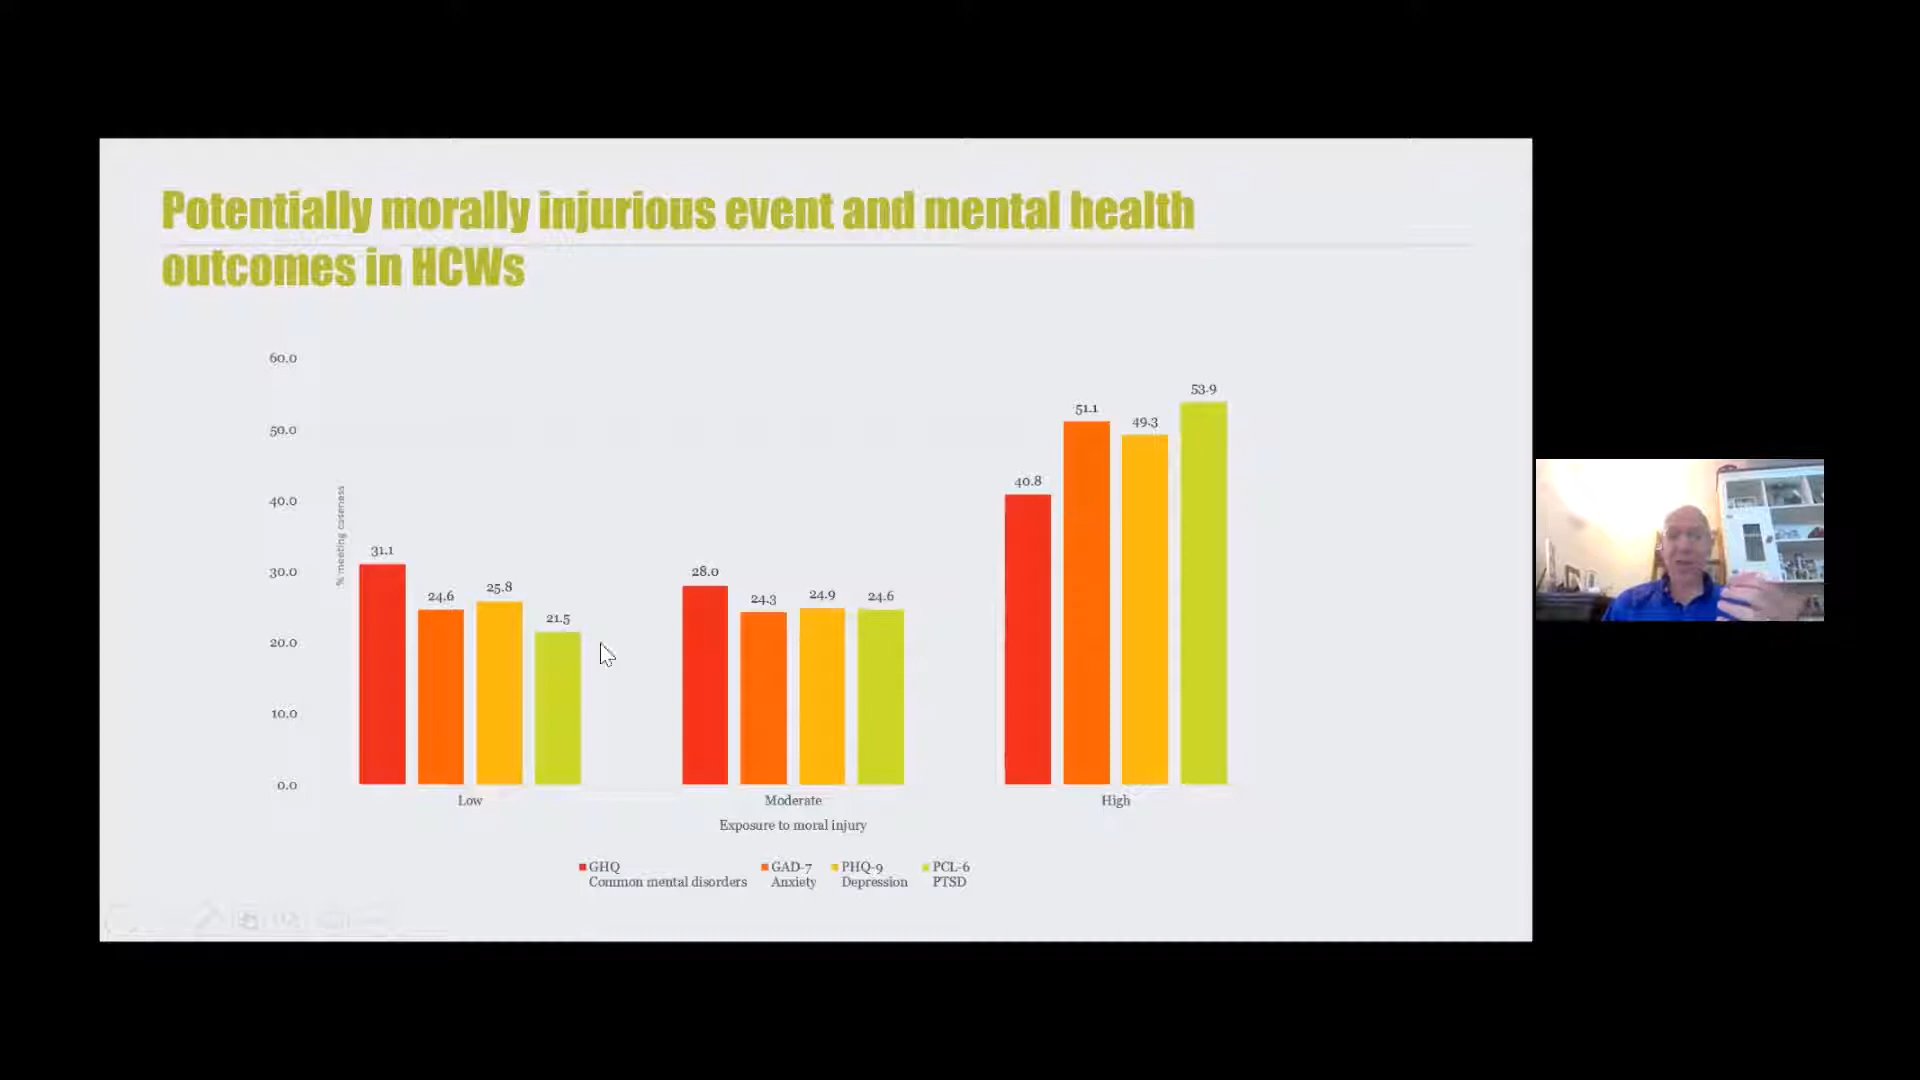 Potentially morally injurious event and mental health
outcomes in HCWs
60.0
50.0
40.0
30.0
20.0
10.0
0.0
% meeting caseness
31.1
24.6
25.8
21.5
28.0
24.3
24.9
24.6
40.8
51.1
49.3
53.9
Low
Moderate
High
Exposure to moral injury
GHQ
Common mental disorders
GAD-7
Anxiety
PHQ-9
Depression
PCL-6
PTSD